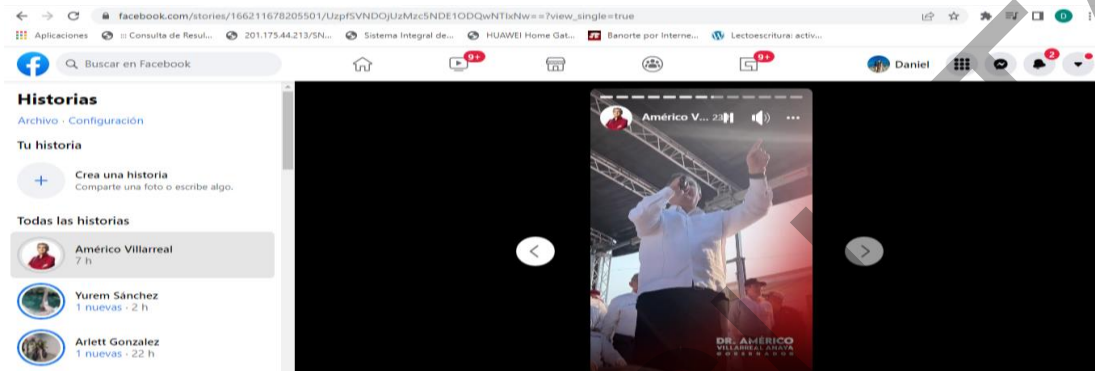 facebook.com/stories/166211678205501/UzpfSVNDOjUzMzc5NDE1ODQwNTIxNw==?view_single=true
D
Aplicaciones ::: Consulta de Resul... 201.175.44.213/SN... Sistema Integral de... HUAWEI Home Gat... Banorte por Interne... Lectoescritura: activ...
Buscar en Facebook 9+ 9+ Daniel 2
Historias
Archivo · Configuración
Tu historia
Crea una historia
Comparte una foto o escribe algo.
Todas las historias
Américo Villarreal
7 h
Yurem Sánchez
1 nuevas · 2 h
Arlett Gonzalez
1 nuevas · 22 h
Américo V...
DR. AMÉRICO
VILLARREAL ANAYA
GOBERNADOR